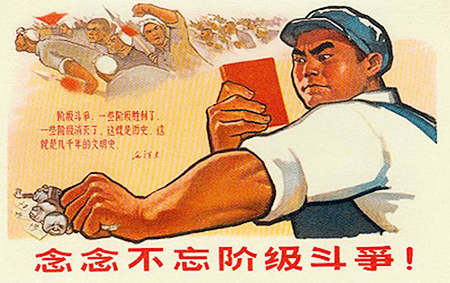 阶级斗争,一些阶级胜利了,
一些阶级消灭了。这就是历史,这
就是几千年的文明史。
毛泽东
念念不忘阶级斗爭!